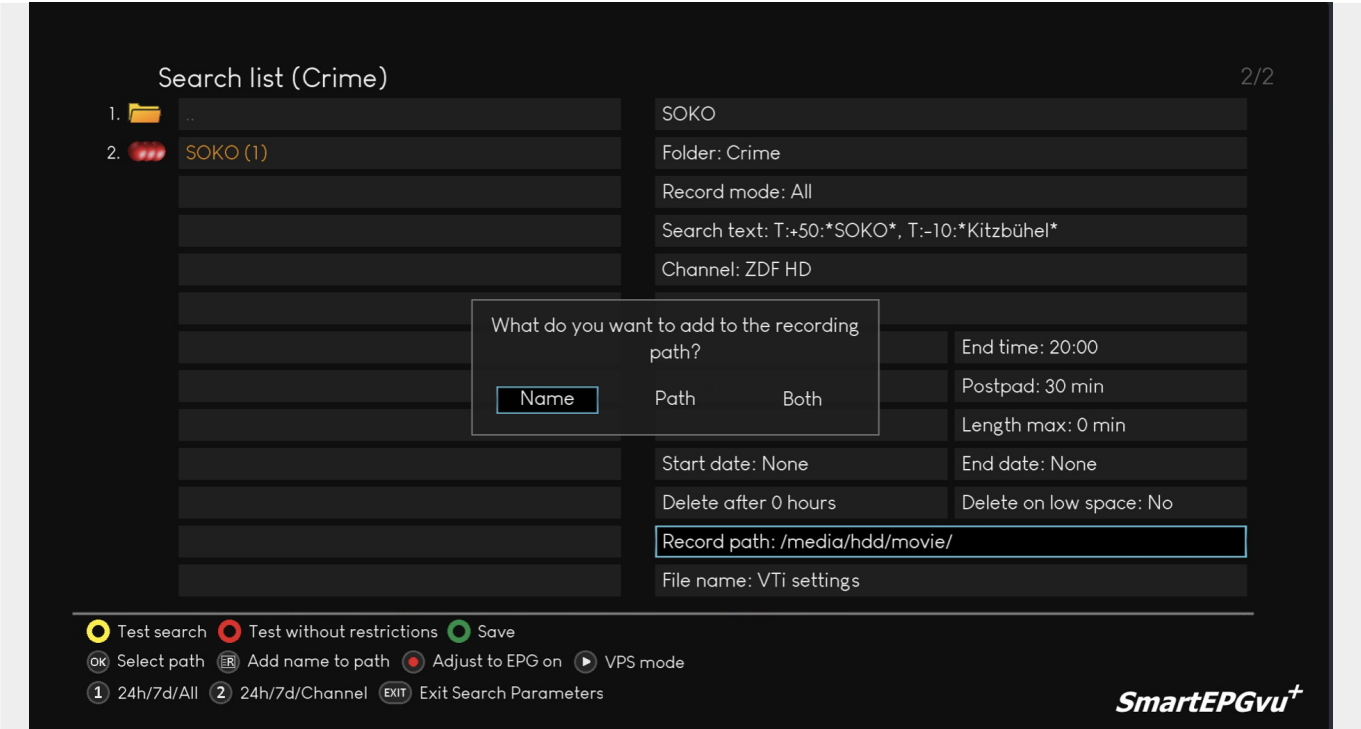 Search list (Crime)
2/2
1.
..
2.
SOKO (1)
SOKO
Folder: Crime
Record mode: All
Search text: T:+50:*SOKO*, T:-10:*Kitzbühel*
Channel: ZDF HD
What do you want to add to the recording
path?
Name Path Both
End time: 20:00
Postpad: 30 min
Length max: 0 min
Start date: None
End date: None
Delete after 0 hours
Delete on low space: No
Record path: /media/hdd/movie/
File name: VTi settings
Test search Test without restrictions Save
OK Select path ER Add name to path Adjust to EPG on VPS mode
1 24h/7d/All 2 24h/7d/Channel EXIT Exit Search Parameters
SmartEPGvu+